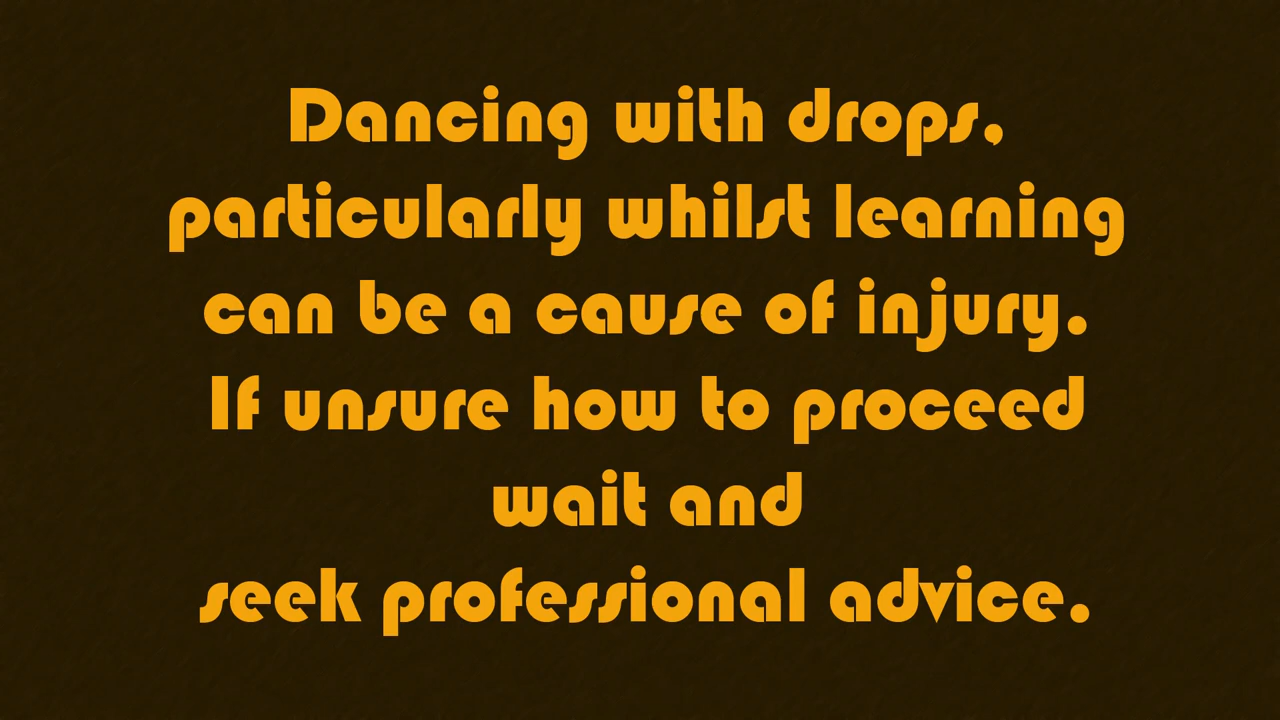 Dancing with drops,
particularly whilst learning
can be a cause of injury.
If unsure how to proceed
wait and
seek professional advice.